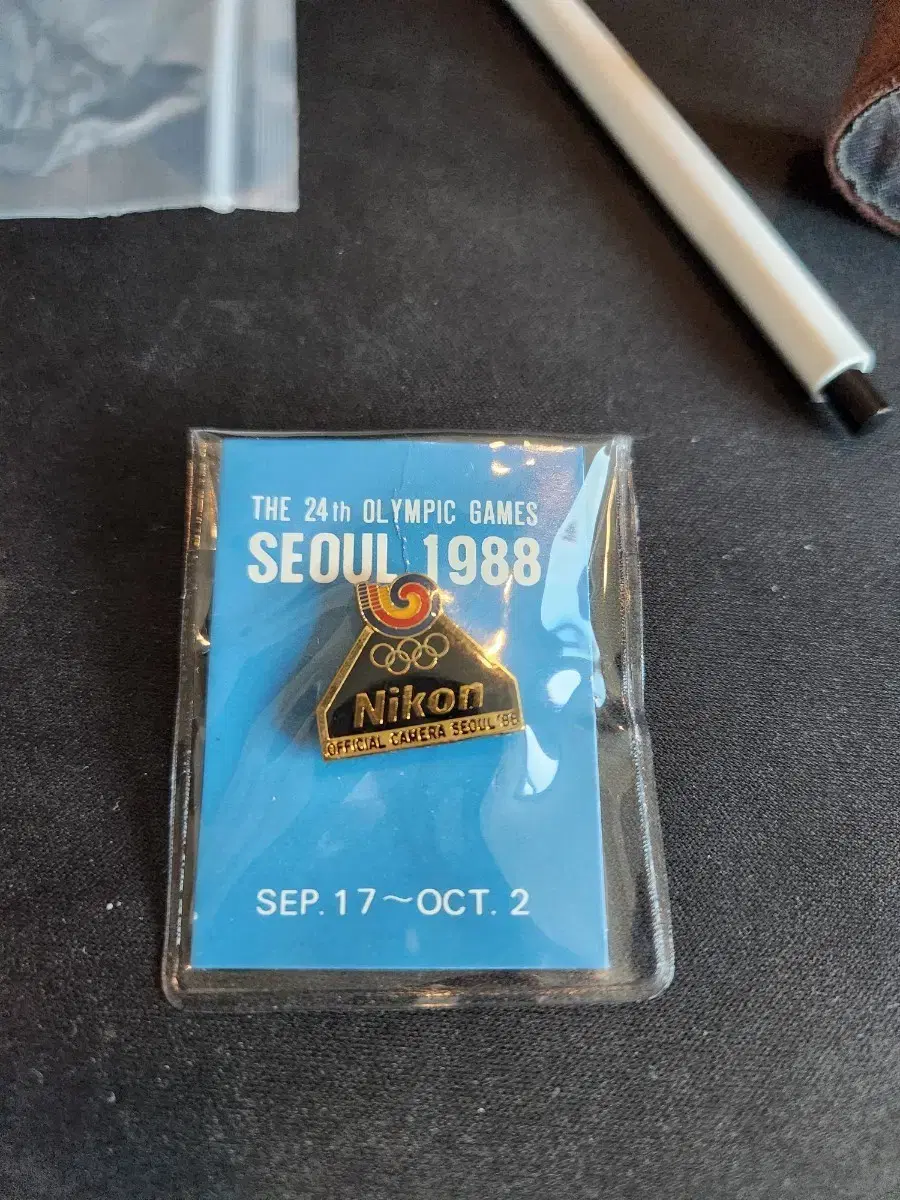 THE 24th OLYMPIC GAMES
SEOUL 1988
Nikon
OFFICIAL CAMERA SEOUL '88
SEP. 17~OCT. 2